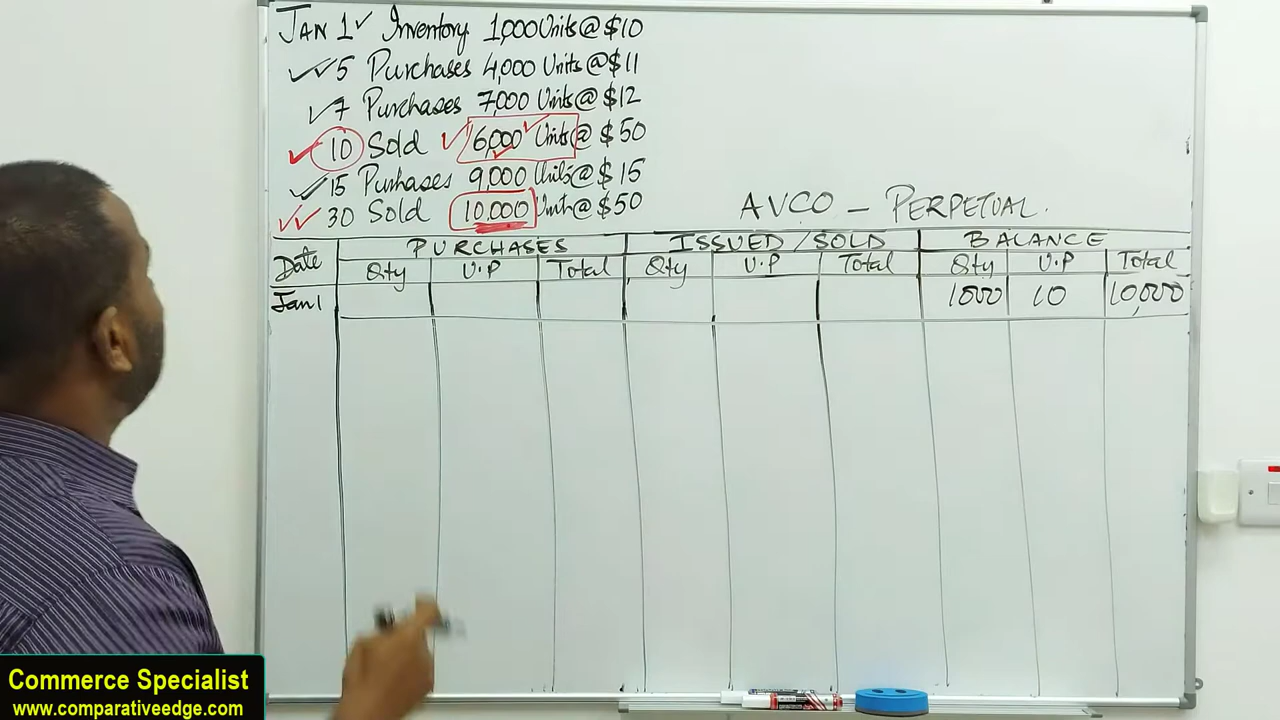 JAN 1 Inventory 1,000 Units @ $10
5 Purchases 4,000 Units @ $11
7 Purchases 7,000 Units @ $12
10 Sold 6,000 Units @ $50
15 Purhases 9,000 Units @ $15
30 Sold 10,000 Units @ $50
AVCO – PERPETUAL.
Date PURCHASES ISSUED/SOLD BALANCE
Qty U.P Total Qty U.P Total Qty U.P Total
Jan 1 1000 10 10,000
Commerce Specialist
www.comparativeedge.com